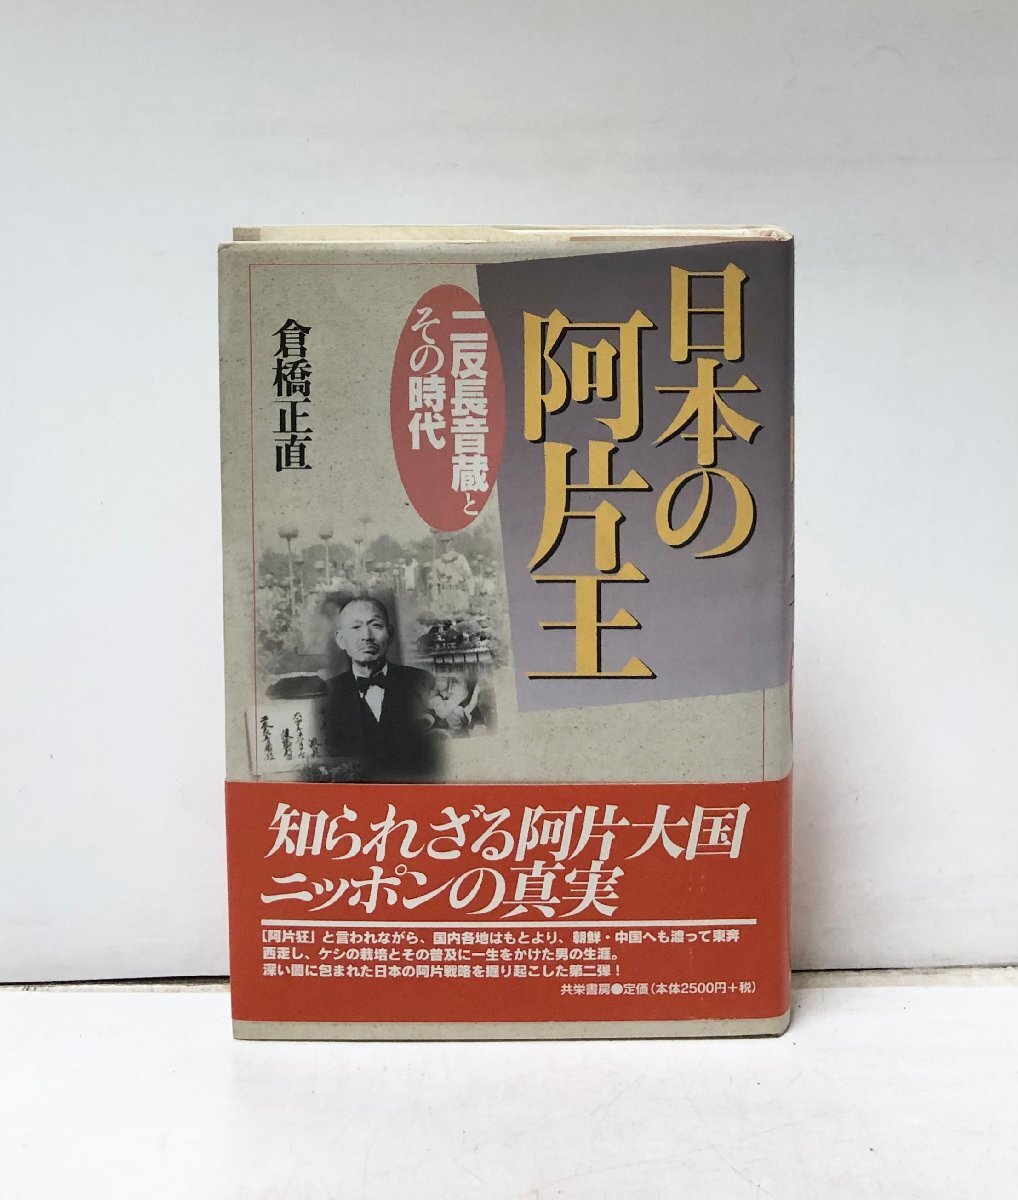 日本の
阿片王
二反長音蔵と
その時代
倉橋正直
知られざる阿片大国
ニッポンの真実
「阿片狂」と言われながら、国内各地はもとより、朝鮮・中国へも渡って東奔
西走し、ケシの栽培とその普及に一生をかけた男の生涯。
深い闇に包まれた日本の阿片戦略を掘り起こした第二弾！
共栄書房●定価（本体2500円＋税）